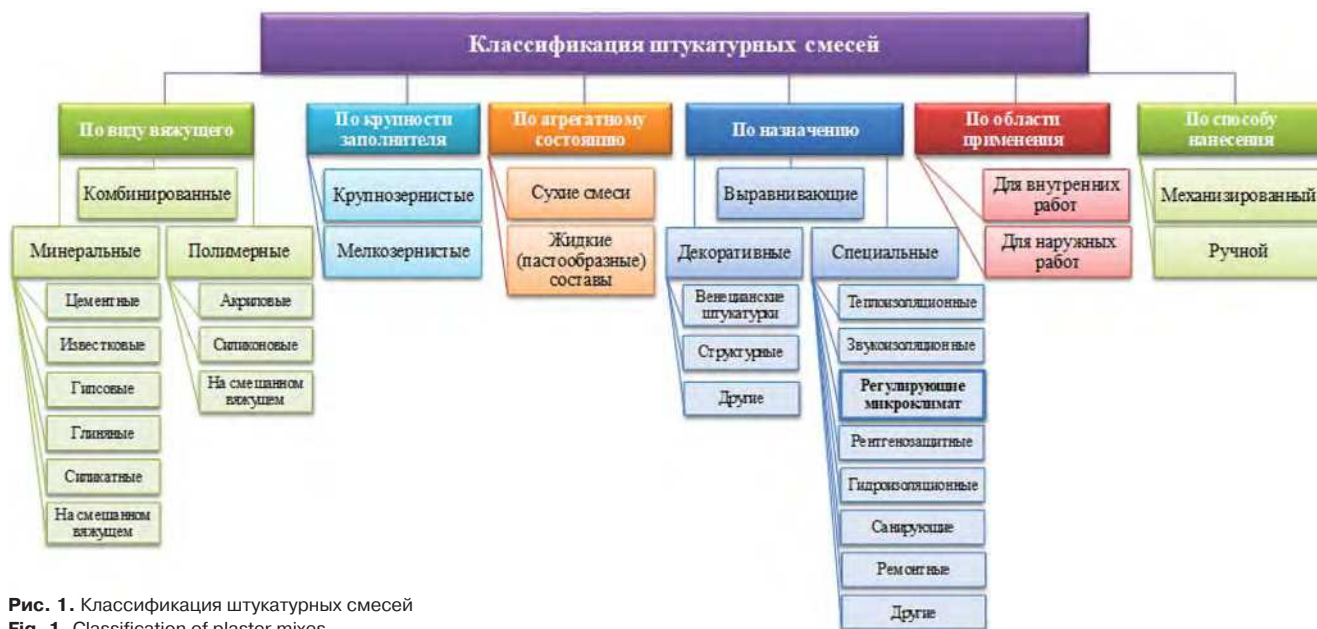 Классификация штукатурных смесей
По виду вяжущего
Комбинированные
Минеральные
Цементные
Известковые
Гипсовые
Глиняные
Силикатные
На смешанном
вяжущем
Полимерные
Акриловые
Силиконовые
На смешанном
вяжущем
По крупности
заполнителя
Крупнозернистые
Мелкозернистые
По агрегатному
состоянию
Сухие смеси
Жидкие
(пастообразные)
составы
По назначению
Выравнивающие
Декоративные
Венецианские
штукатурки
Структурные
Другие
Специальные
Теплоизоляционные
Звукоизоляционные
Регулирующие
микроклимат
Рентгенозащитные
Гидроизоляционные
Санирующие
Ремонтные
Другие
По области
применения
Для внутренних
работ
Для наружных
работ
По способу
нанесения
Механизированный
Ручной
Рис. 1. Классификация штукатурных смесей
Fig. 1. Classification of plaster mixes